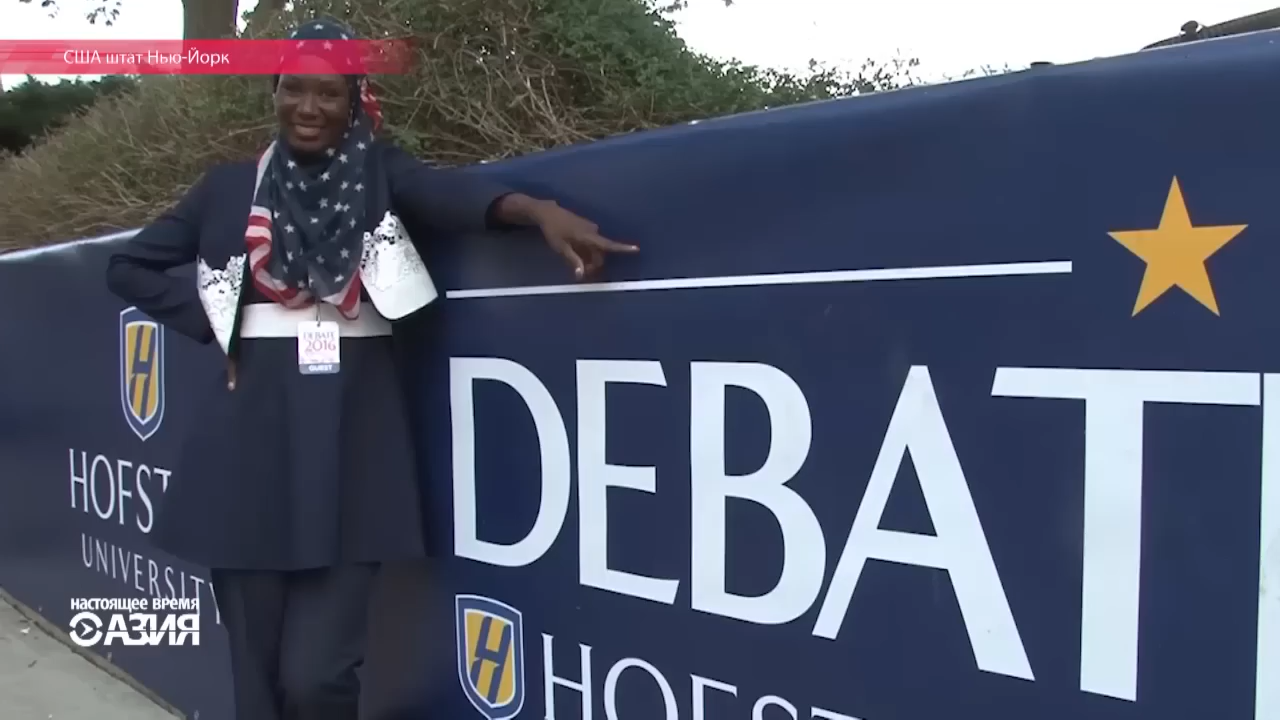 США штат Нью-Йорк
DEBATE
2016
GUEST
HOFST
UNIVERSITY
DEBAT
HOFST
настоящее время
АЗИЯ